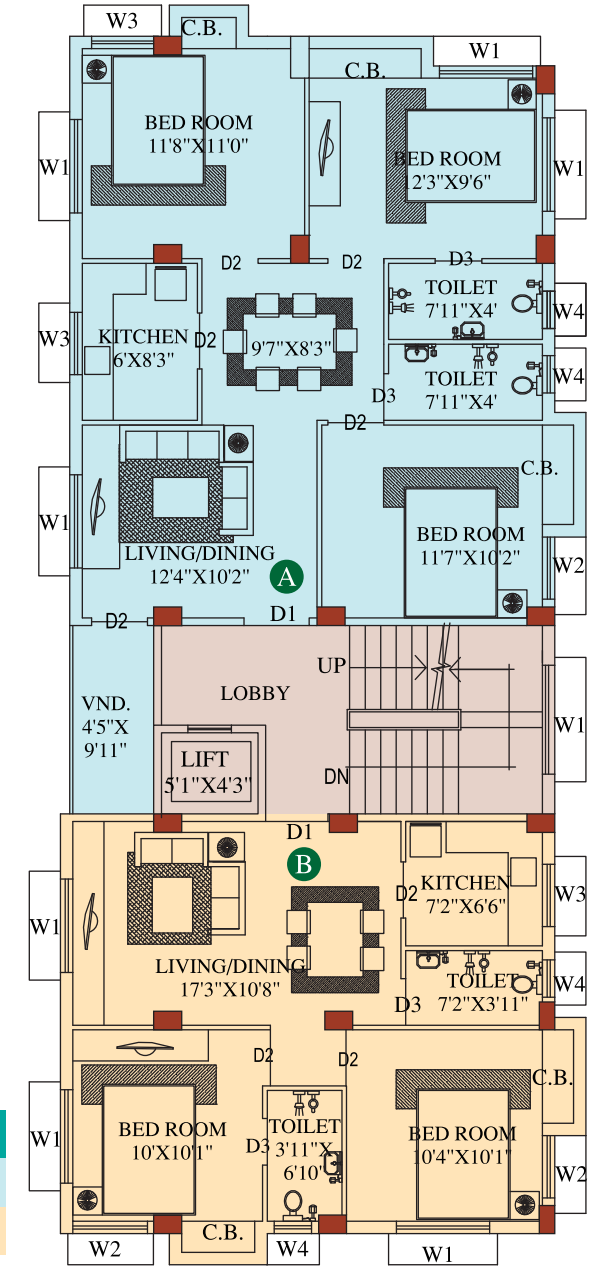 W3
C.B.
W1
C.B.
BED ROOM
11'8"X11'0"
BED ROOM
12'3"X9'6"
W1
W1
D2
D2
D3
TOILET
7'11"X4'
W4
KITCHEN
6'X8'3"
W3
D2
9'7"X8'3"
TOILET
7'11"X4'
W4
D3
D2
C.B.
W1
LIVING/DINING
12'4"X10'2"
A
BED ROOM
11'7"X10'2"
W2
D1
D2
UP
VND.
4'5"X
9'11"
LOBBY
W1
LIFT
5'1"X4'3"
DN
D1
B
KITCHEN
7'2"X6'6"
D2
W3
W1
LIVING/DINING
17'3"X10'8"
TOILET
7'2"X3'11"
W4
D3
D2
D2
C.B.
W1
BED ROOM
10'X10'1"
D3
TOILET
3'11"X
6'10"
BED ROOM
10'4"X10'1"
W2
C.B.
W2
W4
W1